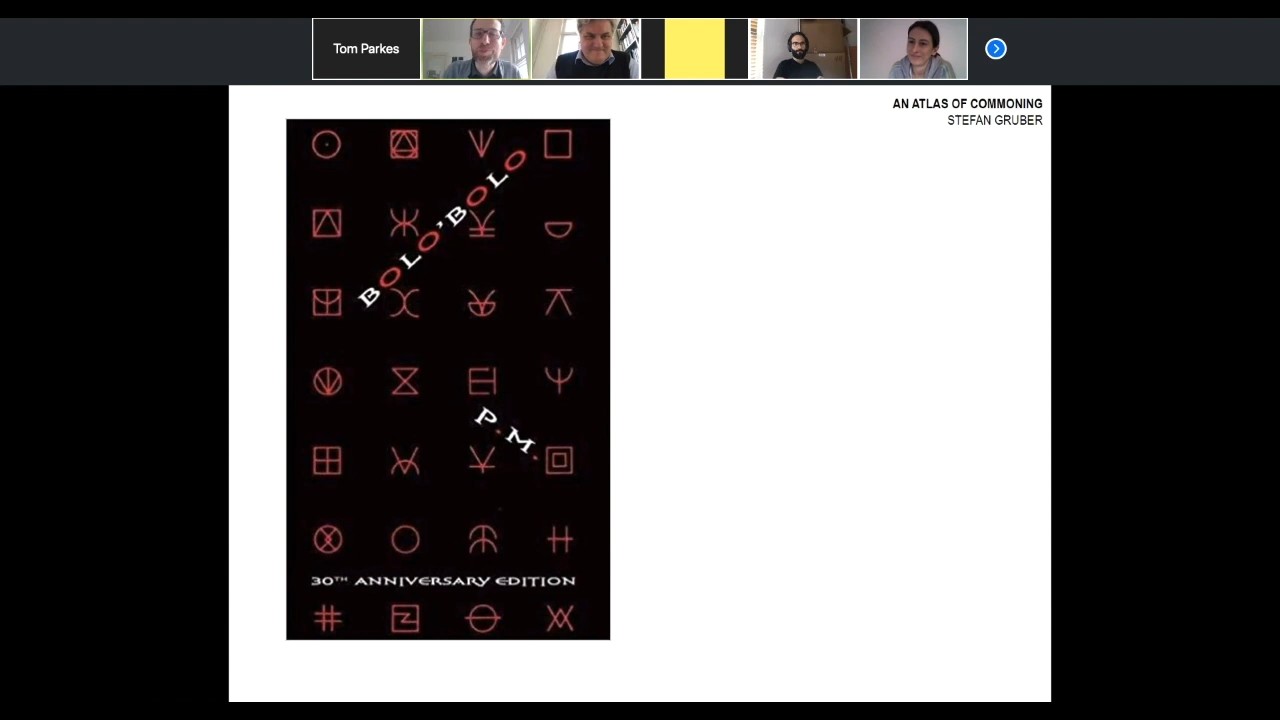 Tom Parkes
AN ATLAS OF COMMONING
STEFAN GRUBER
BOLO'BOLO
P.M.
30TH ANNIVERSARY EDITION